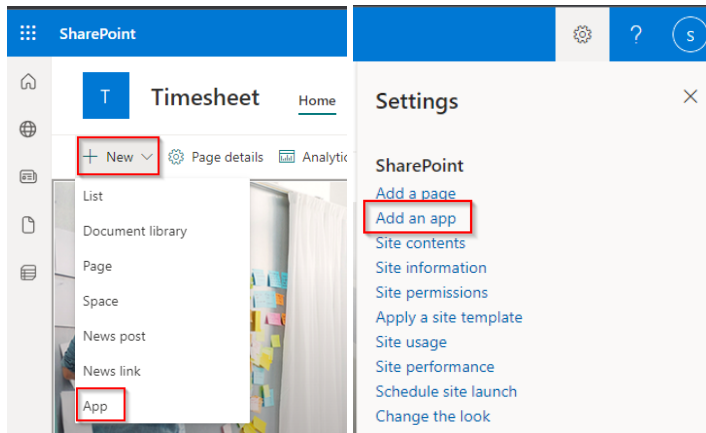 SharePoint
T
Timesheet
Home
+ New
Page details
Analytic
List
Document library
Page
Space
News post
News link
App
?
S
Settings
SharePoint
Add a page
Add an app
Site contents
Site information
Site permissions
Apply a site template
Site usage
Site performance
Schedule site launch
Change the look